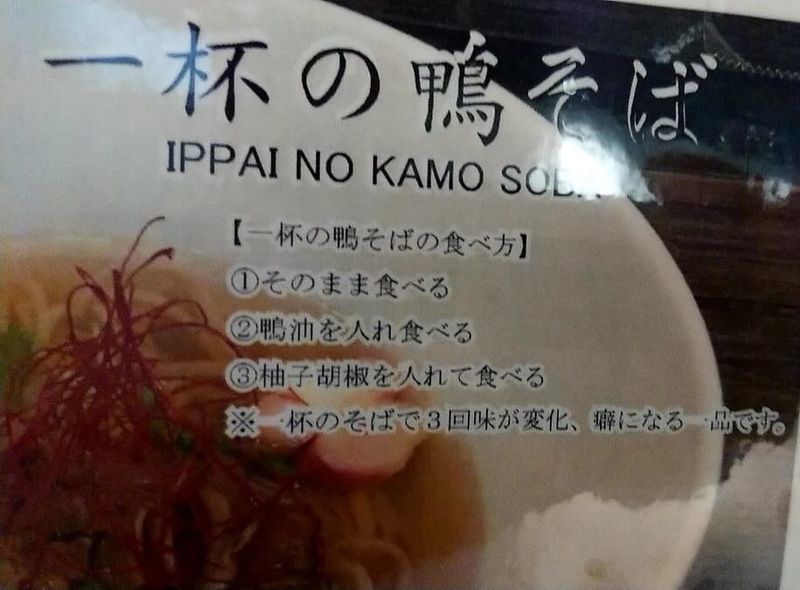 一杯の鴨そば
IPPAI NO KAMO SOBA
【一杯の鴨そばの食べ方】
①そのまま食べる
②鴨油を入れ食べる
③柚子胡椒を入れて食べる
※一杯のそばで3回味が変化、癖になる一品です。